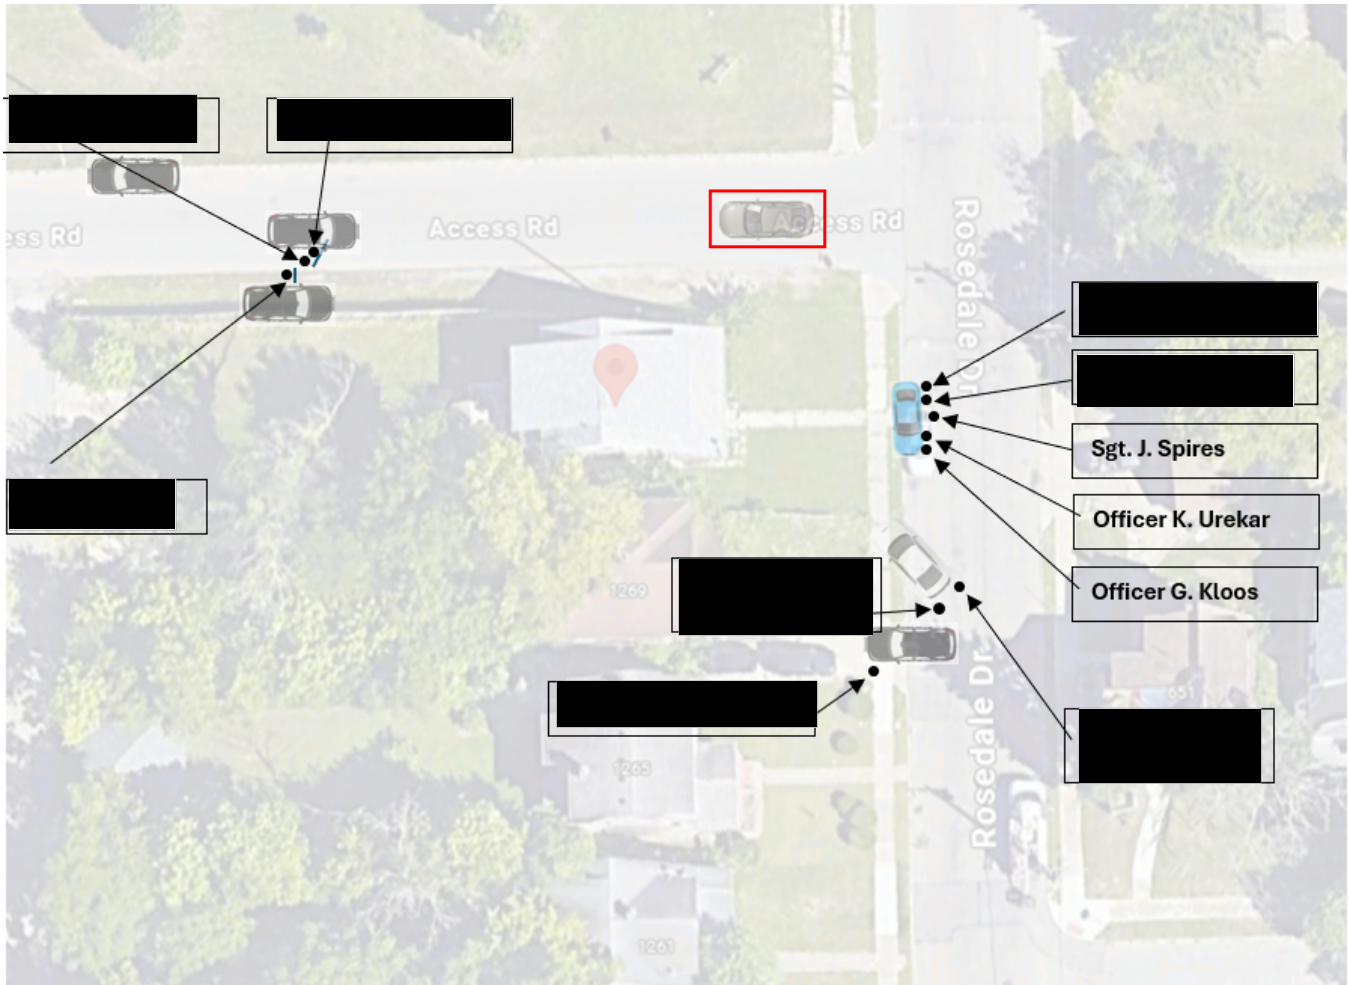 ess Rd
Access Rd
Access Rd
Rosedale Dr
Sgt. J. Spires
Officer K. Urekar
Officer G. Kloos
1269
Rosedale Dr
651
1265
1261